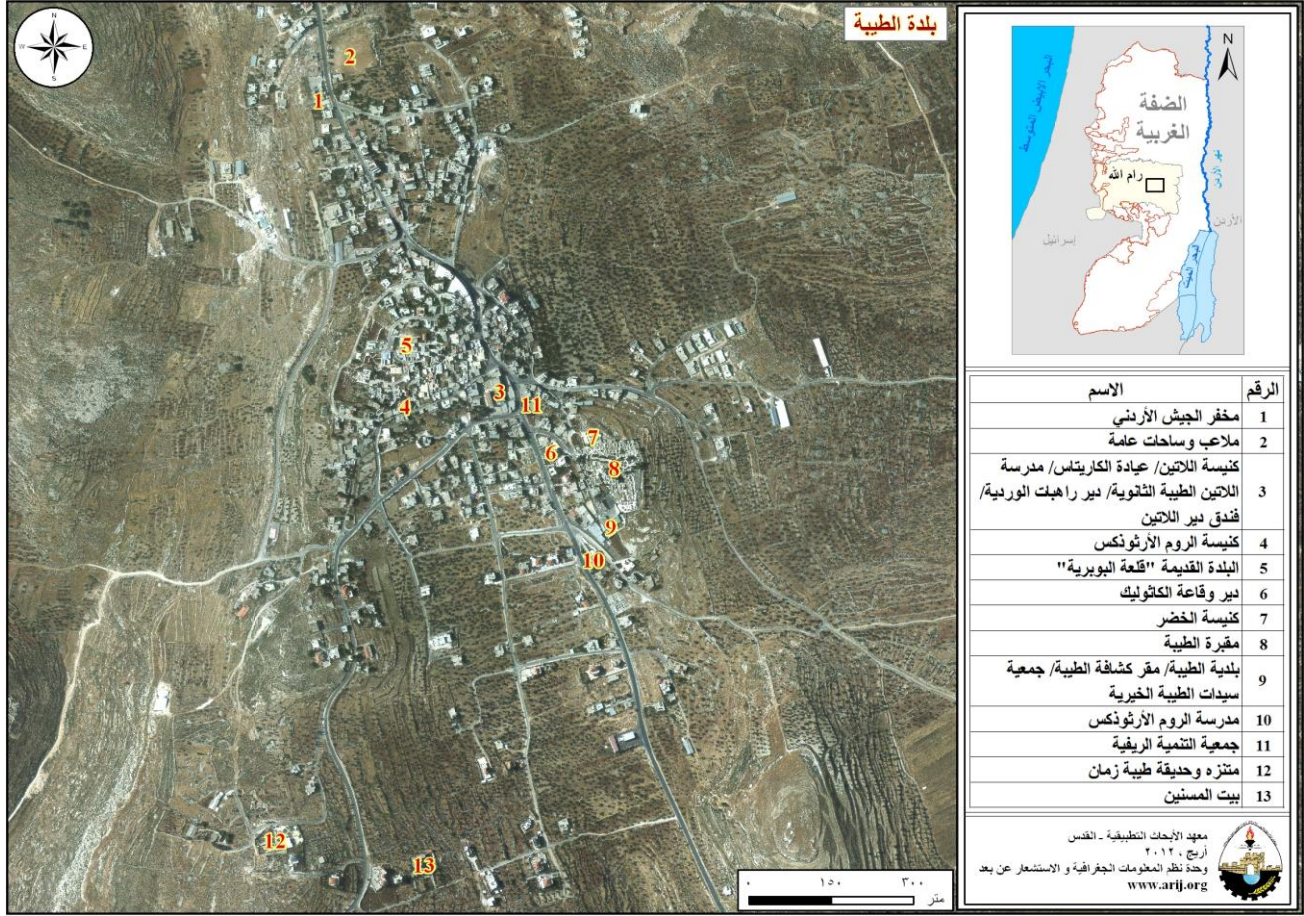 بلدة الطيبة
N
E
S
W
1
2
3
4
5
6
7
8
9
10
11
12
13
٠ ١٥٠ ٣٠٠
متر
N
البحر الابيض المتوسط
الضفة
الغربية
رام الله
نهر الأردن
الأردن
إسرائيل
البحر الميت
الرقم الاسم
1 مخفر الجيش الأردني
2 ملاعب وساحات عامة
كنيسة اللاتين/ عيادة الكاريتاس/ مدرسة
3 اللاتين الطيبة الثانوية/ دير راهبات الوردية/
فندق دير اللاتين
4 كنيسة الروم الأرثوذكس
5 البلدة القديمة "قلعة البوبرية"
6 دير وقاعة الكاثوليك
7 كنيسة الخضر
8 مقبرة الطيبة
9 بلدية الطيبة/ مقر كشافة الطيبة/ جمعية
سيدات الطيبة الخيرية
10 مدرسة الروم الأرثوذكس
11 جمعية التنمية الريفية
12 متنزه وحديقة طيبة زمان
13 بيت المسنين
معهد الأبحاث التطبيقية - القدس
أريج ، ٢٠١٢
وحدة نظم المعلومات الجغرافية و الاستشعار عن بعد
www.arij.org